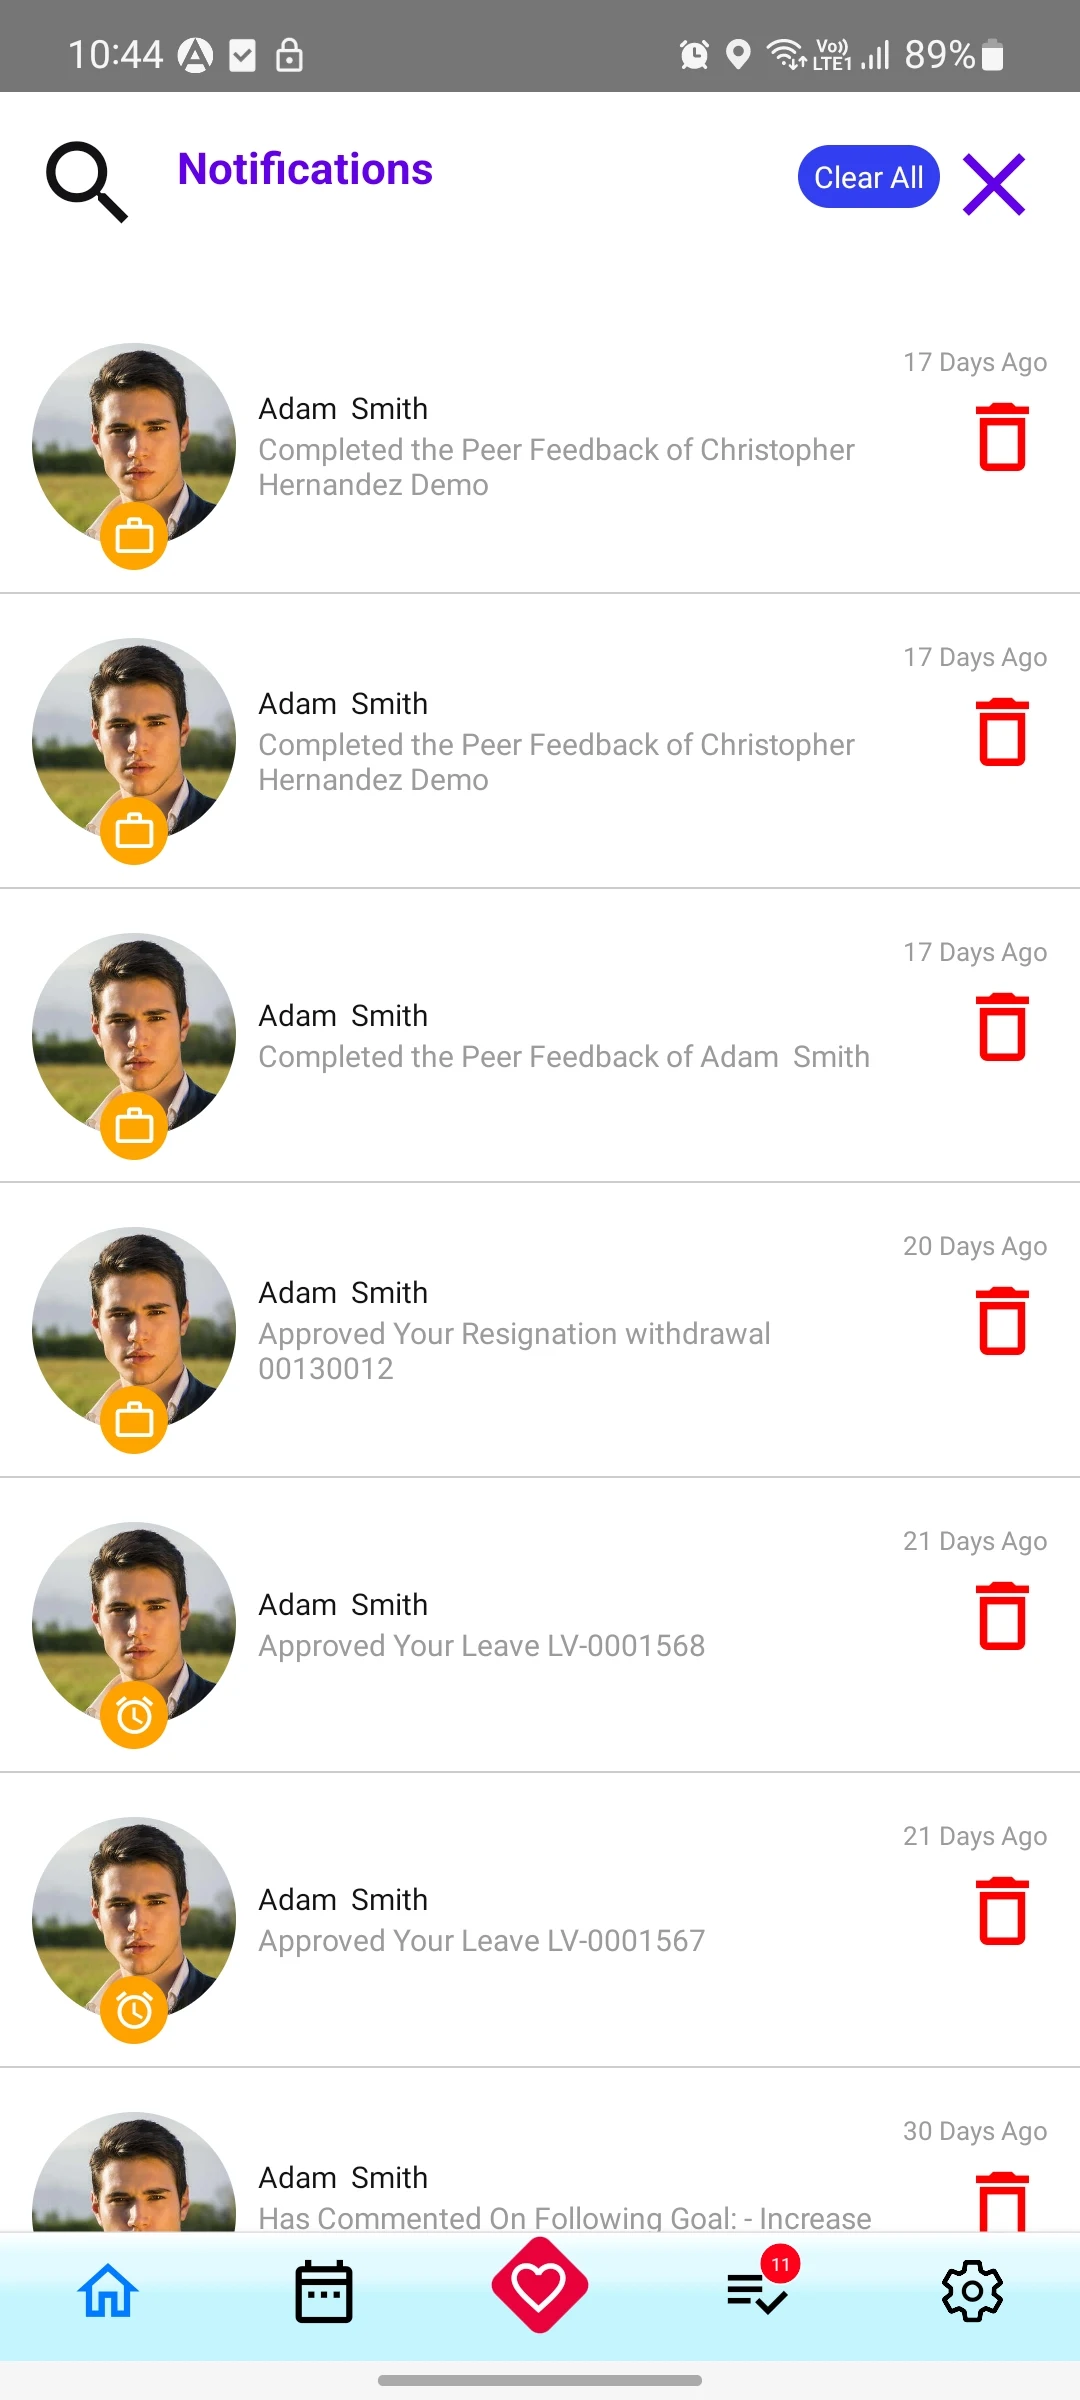 10:44
Vo)) LTE1 89%
Notifications
Clear All
17 Days Ago
Adam  Smith
Completed the Peer Feedback of Christopher
Hernandez Demo
17 Days Ago
Adam  Smith
Completed the Peer Feedback of Christopher
Hernandez Demo
17 Days Ago
Adam  Smith
Completed the Peer Feedback of Adam  Smith
20 Days Ago
Adam  Smith
Approved Your Resignation withdrawal
00130012
21 Days Ago
Adam  Smith
Approved Your Leave LV-0001568
21 Days Ago
Adam  Smith
Approved Your Leave LV-0001567
30 Days Ago
Adam  Smith
Has Commented On Following Goal: - Increase
11